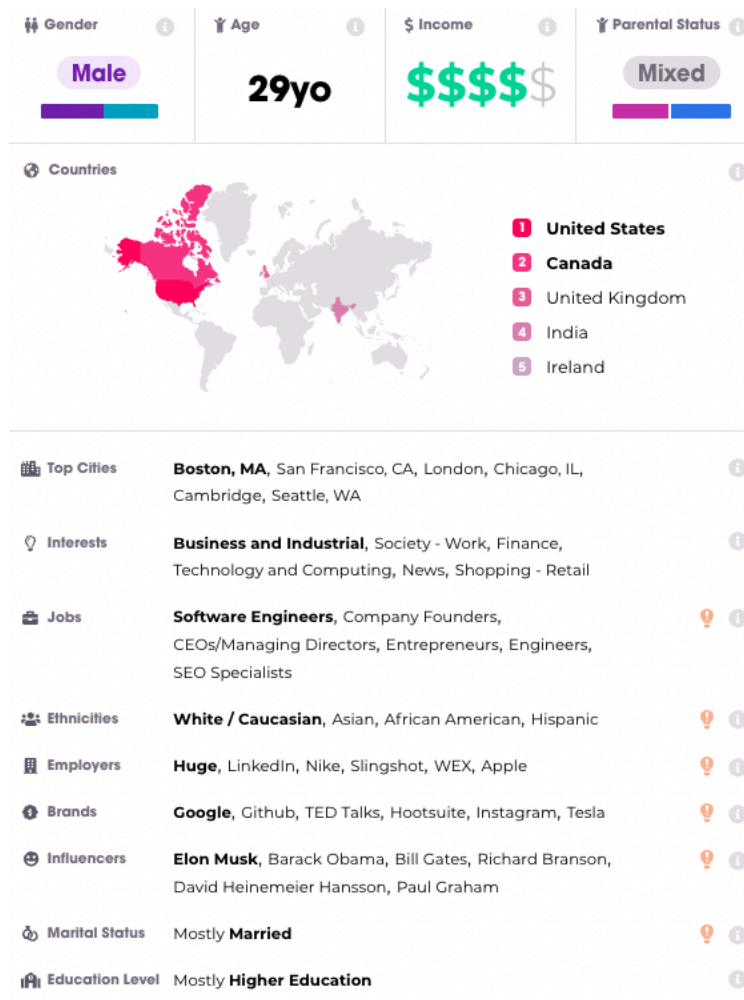 Gender
Age
$ Income
Parental Status
Male
29yo
$$$$$
Mixed
Countries
1 United States
2 Canada
3 United Kingdom
4 India
5 Ireland
Top Cities
Boston, MA, San Francisco, CA, London, Chicago, IL,
Cambridge, Seattle, WA
Interests
Business and Industrial, Society - Work, Finance,
Technology and Computing, News, Shopping - Retail
Jobs
Software Engineers, Company Founders,
CEOs/Managing Directors, Entrepreneurs, Engineers,
SEO Specialists
Ethnicities
White / Caucasian, Asian, African American, Hispanic
Employers
Huge, LinkedIn, Nike, Slingshot, WEX, Apple
Brands
Google, Github, TED Talks, Hootsuite, Instagram, Tesla
Influencers
Elon Musk, Barack Obama, Bill Gates, Richard Branson,
David Heinemeier Hansson, Paul Graham
Marital Status
Mostly Married
Education Level
Mostly Higher Education